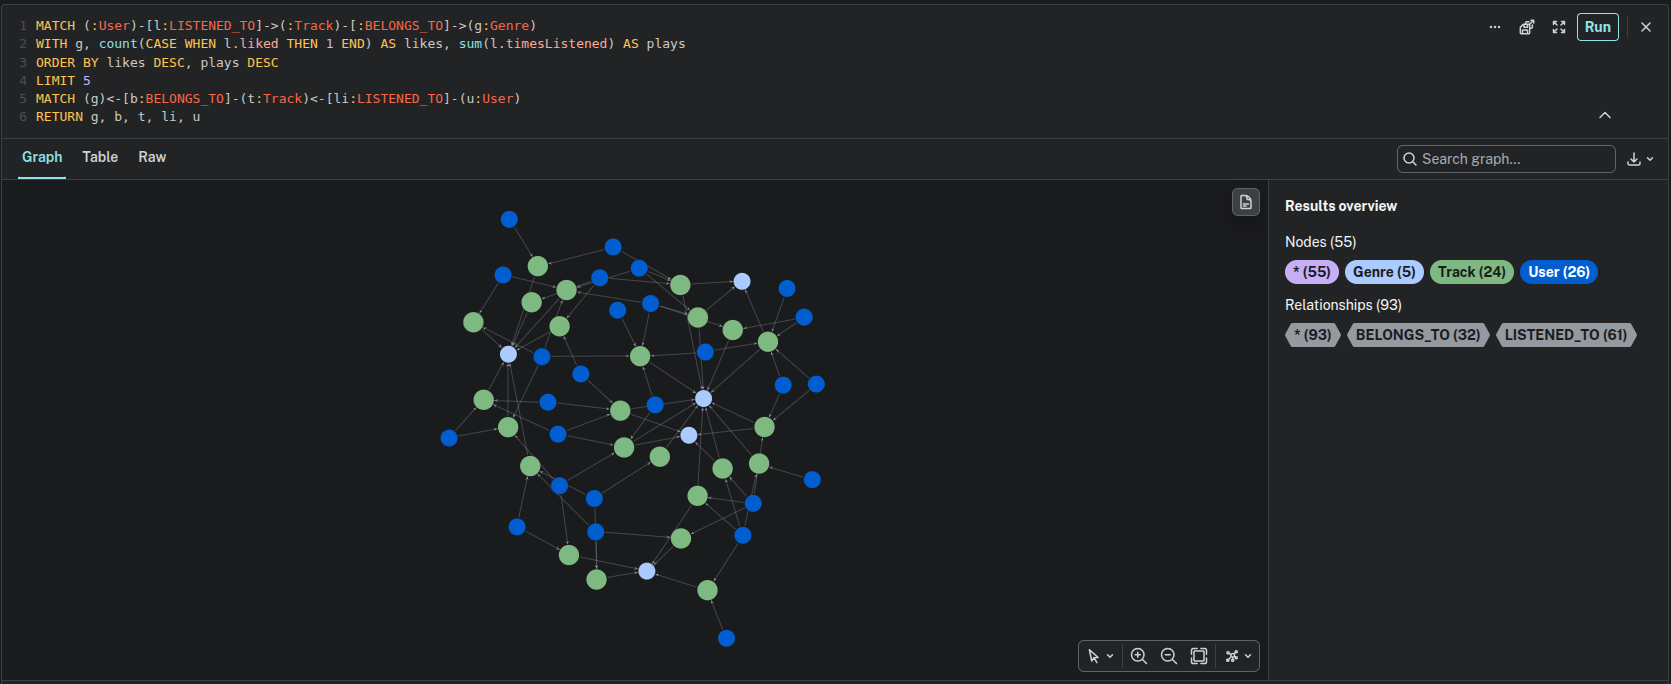 1 MATCH (:User)-[l:LISTENED_TO]->(:Track)-[:BELONGS_TO]->(g:Genre)
2 WITH g, count(CASE WHEN l.liked THEN 1 END) AS likes, sum(l.timesListened) AS plays
3 ORDER BY likes DESC, plays DESC
4 LIMIT 5
5 MATCH (g)<-[b:BELONGS_TO]-(t:Track)<-[li:LISTENED_TO]-(u:User)
6 RETURN g, b, t, li, u
Run
Graph Table Raw
Search graph...
Results overview
Nodes (55)
* (55) Genre (5) Track (24) User (26)
Relationships (93)
* (93) BELONGS_TO (32) LISTENED_TO (61)